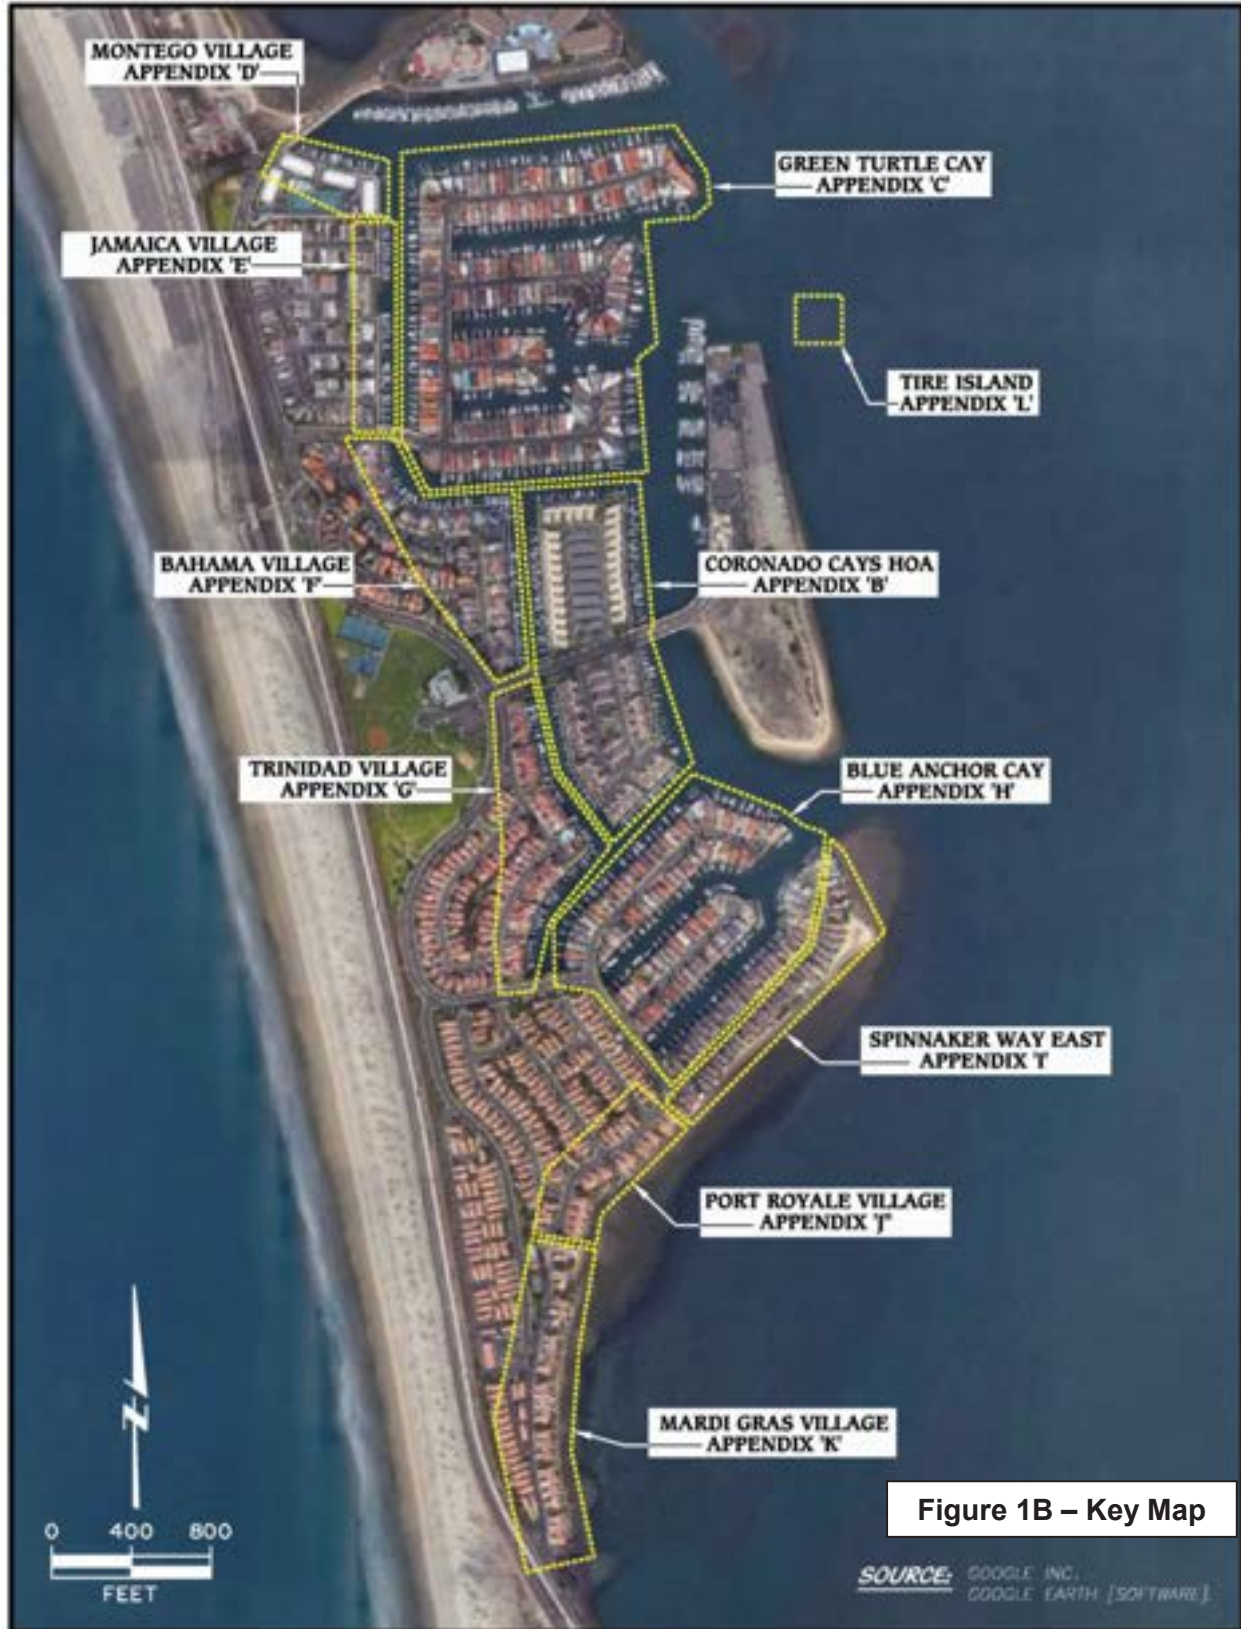 MONTEGO VILLAGE
APPENDIX 'D'
GREEN TURTLE CAY
APPENDIX 'C'
JAMAICA VILLAGE
APPENDIX 'E'
TIRE ISLAND
APPENDIX 'L'
BAHAMA VILLAGE
APPENDIX 'F'
CORONADO CAYS HOA
APPENDIX 'B'
TRINIDAD VILLAGE
APPENDIX 'G'
BLUE ANCHOR CAY
APPENDIX 'H'
SPINNAKER WAY EAST
APPENDIX 'I'
PORT ROYALE VILLAGE
APPENDIX 'J'
MARDI GRAS VILLAGE
APPENDIX 'K'
Figure 1B – Key Map
N
0 400 800
FEET
SOURCE: GOOGLE INC.
GOOGLE EARTH [SOFTWARE].